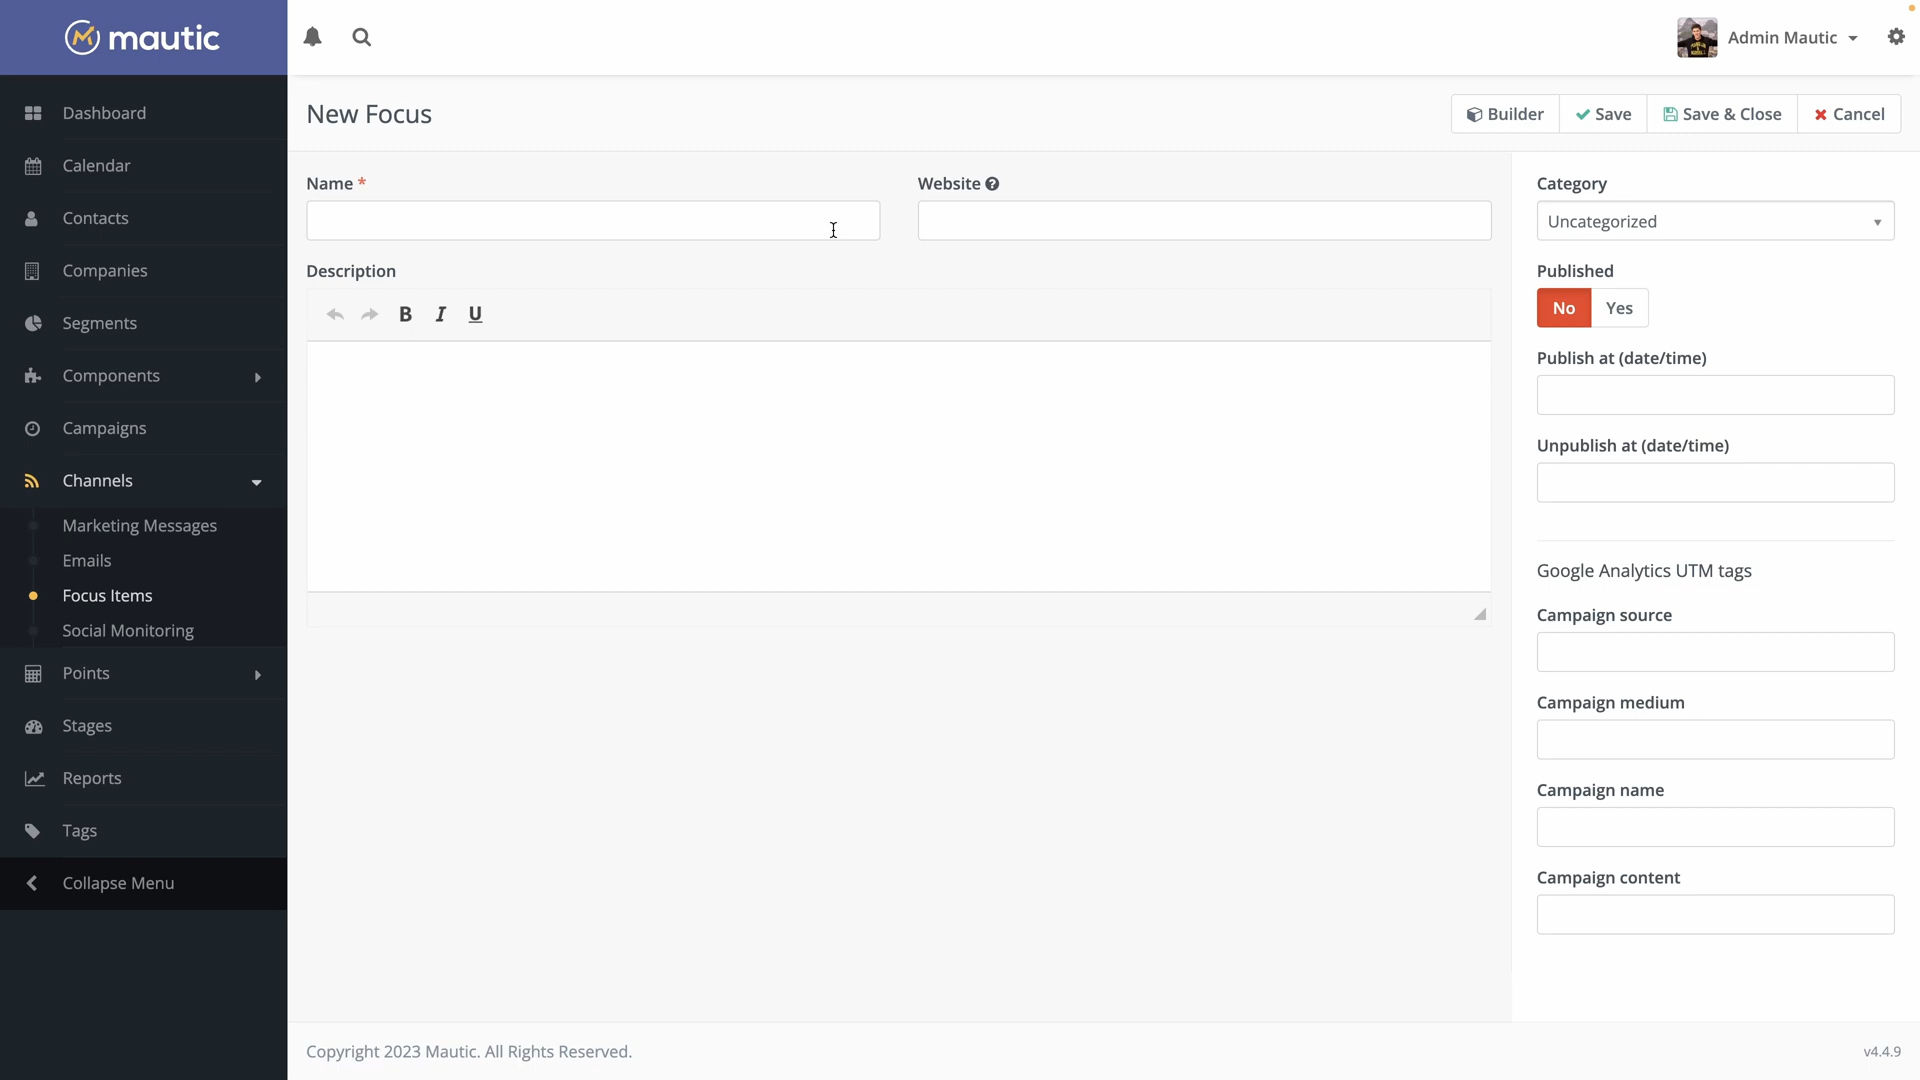 mautic
Admin Mautic
Dashboard
Calendar
Contacts
Companies
Segments
Components
Campaigns
Channels
Marketing Messages
Emails
Focus Items
Social Monitoring
Points
Stages
Reports
Tags
Collapse Menu
New Focus
Builder
Save
Save & Close
Cancel
Name *
Website
Description
B I U
Category
Uncategorized
Published
No Yes
Publish at (date/time)
Unpublish at (date/time)
Google Analytics UTM tags
Campaign source
Campaign medium
Campaign name
Campaign content
Copyright 2023 Mautic. All Rights Reserved.
v4.4.9